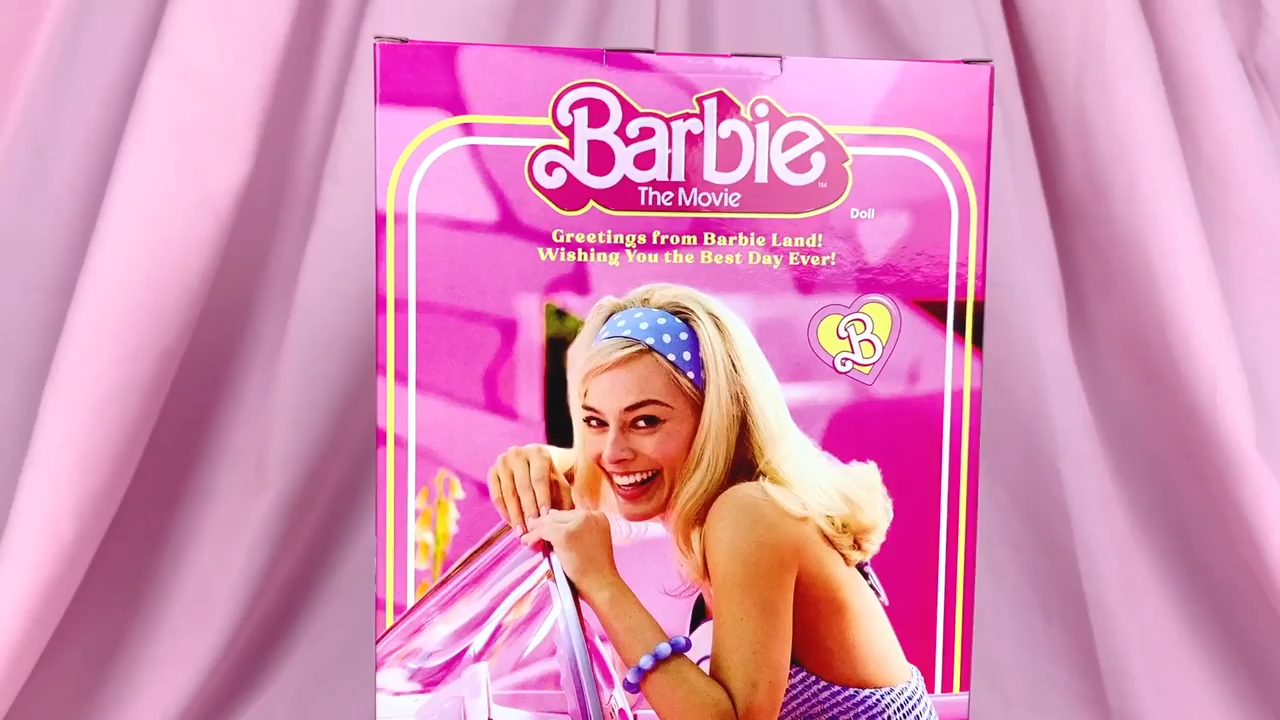 Barbie
The Movie
TM
Doll
Greetings from Barbie Land!
Wishing You the Best Day Ever!
B